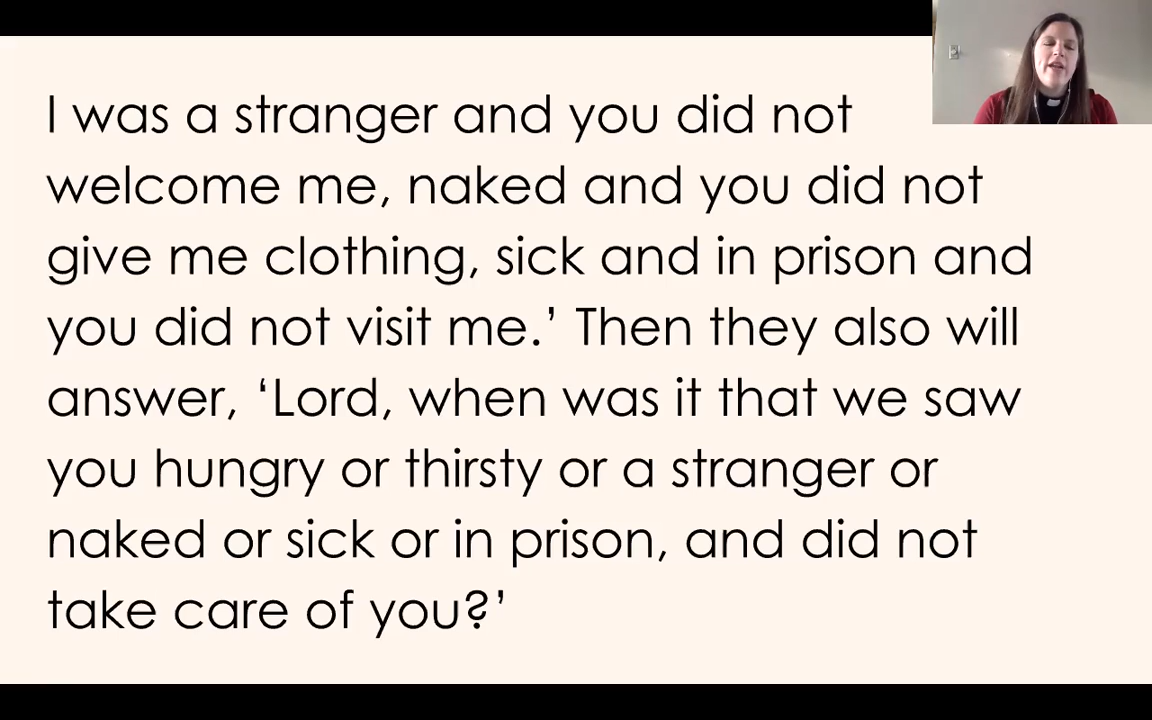 I was a stranger and you did not
welcome me, naked and you did not
give me clothing, sick and in prison and
you did not visit me.’ Then they also will
answer, ‘Lord, when was it that we saw
you hungry or thirsty or a stranger or
naked or sick or in prison, and did not
take care of you?’